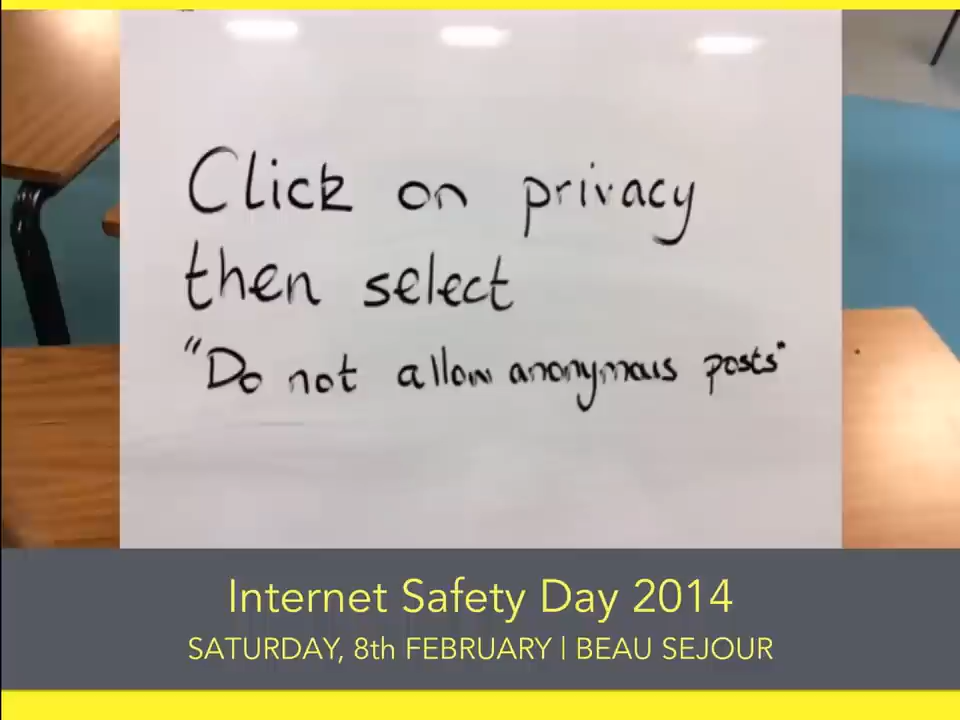 Click on privacy
then select
"Do not allow anonymous posts"
Internet Safety Day 2014
SATURDAY, 8th FEBRUARY | BEAU SEJOUR